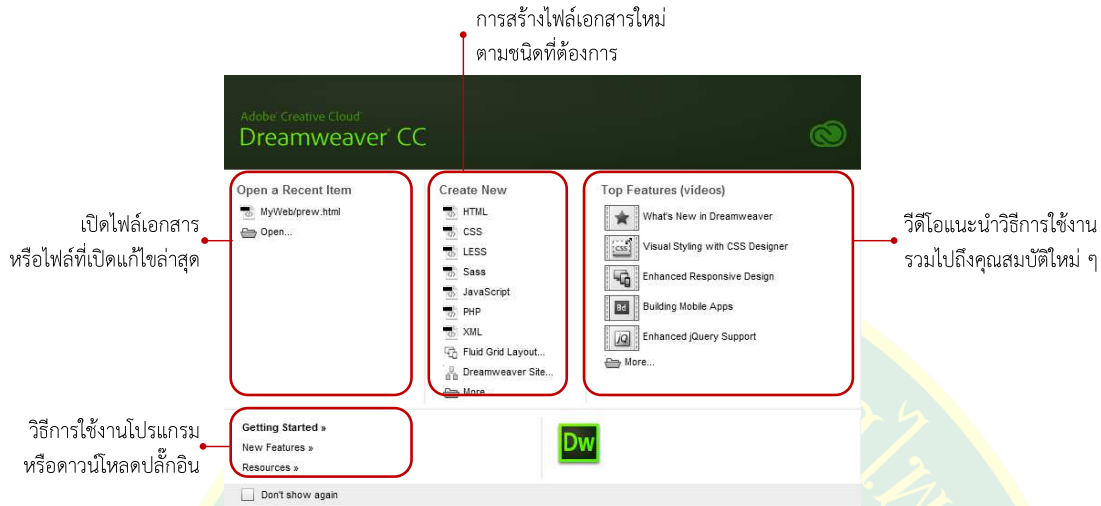 การสร้างไฟล์เอกสารใหม่
ตามชนิดที่ต้องการ
Adobe Creative Cloud
Dreamweaver CC
Open a Recent Item
MyWeb/prew.html
Open...
Create New
HTML
CSS
LESS
Sass
JavaScript
PHP
XML
Fluid Grid Layout...
Dreamweaver Site...
More...
Top Features (videos)
What's New in Dreamweaver
CSS
Visual Styling with CSS Designer
Enhanced Responsive Design
Bd
Building Mobile Apps
jQ
Enhanced jQuery Support
More...
เปิดไฟล์เอกสาร
หรือไฟล์ที่เปิดแก้ไขล่าสุด
วีดีโอแนะนำวิธีการใช้งาน
รวมไปถึงคุณสมบัติใหม่ ๆ
วิธีการใช้งานโปรแกรม
หรือดาวน์โหลดปลั๊กอิน
Getting Started »
New Features »
Resources »
Dw
Don't show again